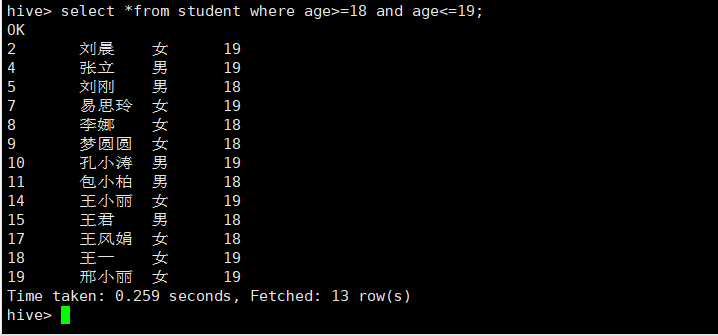 hive> select *from student where age>=18 and age<=19;
OK
2 刘晨 女 19
4 张立 男 19
5 刘刚 男 18
7 易思玲 女 19
8 李娜 女 18
9 梦圆圆 女 18
10 孔小涛 男 19
11 包小柏 男 18
14 王小丽 女 19
15 王君 男 18
17 王风娟 女 18
18 王一 女 19
19 邢小丽 女 19
Time taken: 0.259 seconds, Fetched: 13 row(s)
hive>